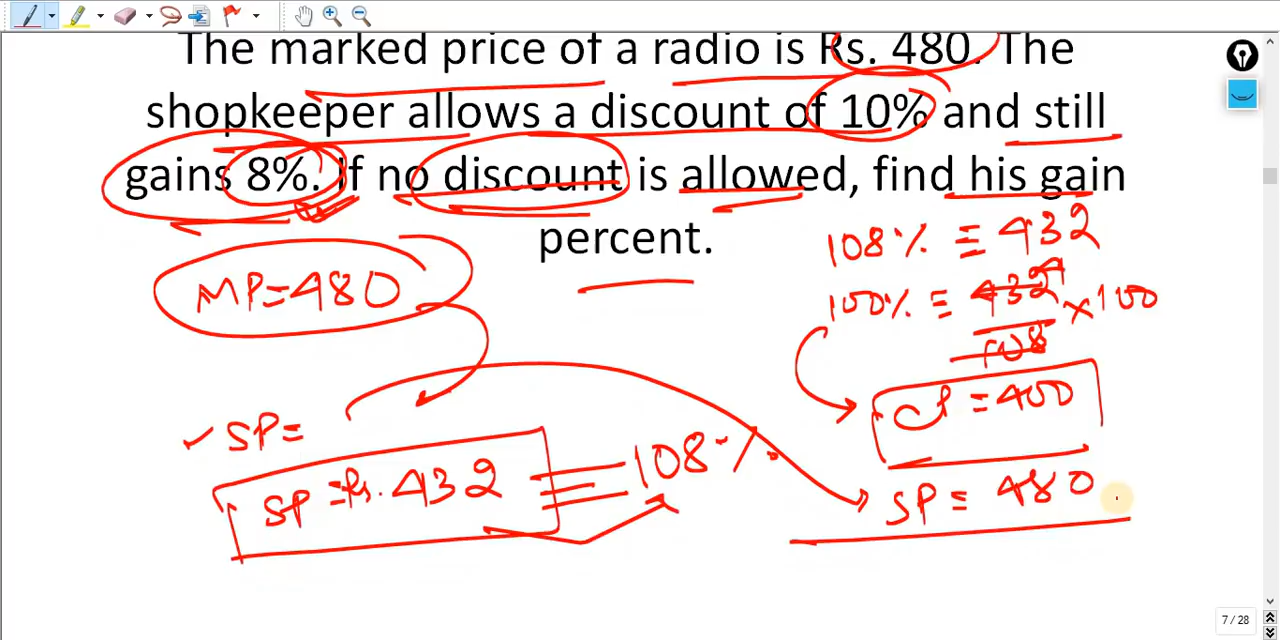 The marked price of a radio is Rs. 480. The
shopkeeper allows a discount of 10% and still
gains 8%. If no discount is allowed, find his gain
percent.
108% ≡ 432
MP=480
100% ≡ 432/108 × 100
4
CP = 400
SP=
SP =Rs. 432 ≡ 108%
SP = 480
7 / 28